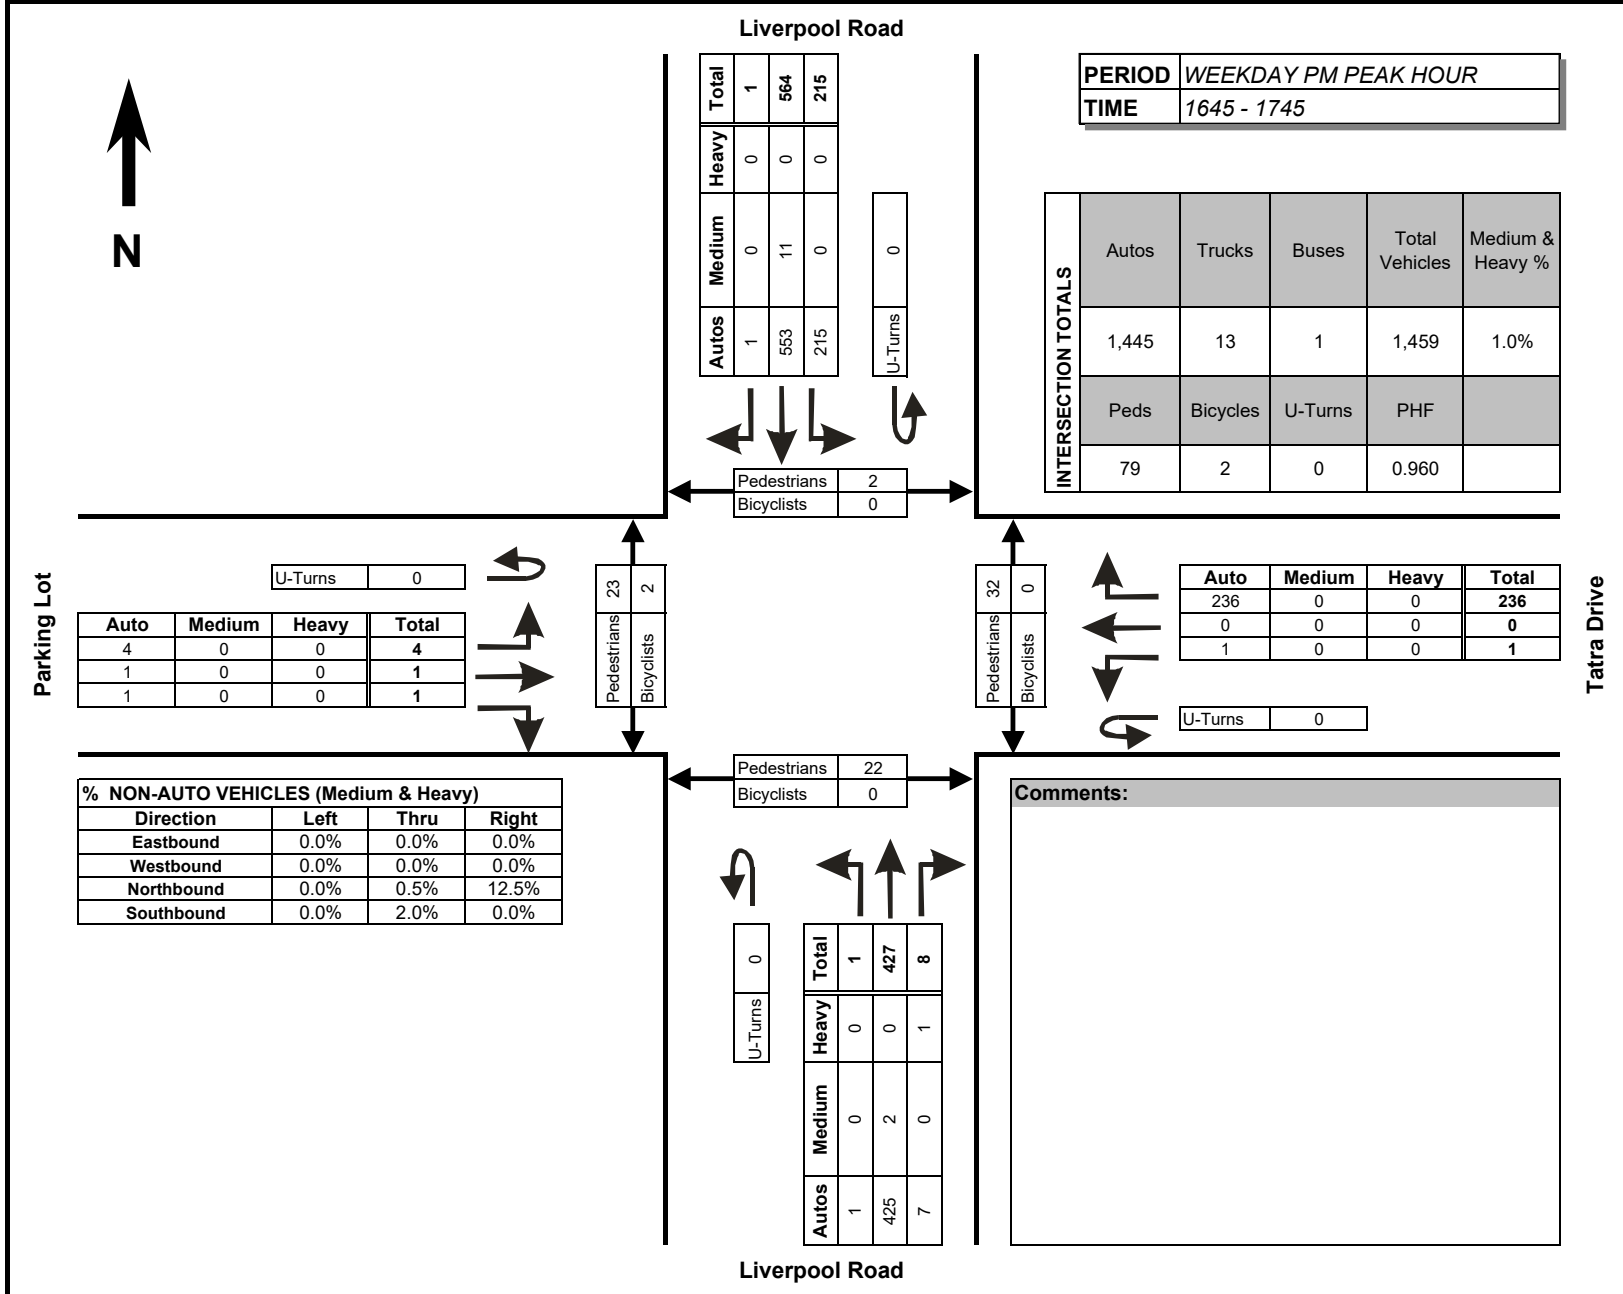 Liverpool Road
PERIOD WEEKDAY PM PEAK HOUR
TIME 1645 - 1745
N
Total 1 564 215
Heavy 0 0 0
Medium 0 11 0
Autos 1 553 215
U-Turns 0
INTERSECTION TOTALS
Autos Trucks Buses Total Vehicles Medium & Heavy %
1,445 13 1 1,459 1.0%
Peds Bicycles U-Turns PHF
79 2 0 0.960
Pedestrians 2
Bicyclists 0
Parking Lot
U-Turns 0
Auto Medium Heavy Total
4 0 0 4
1 0 0 1
1 0 0 1
Pedestrians 23
Bicyclists 2
Pedestrians 32
Bicyclists 0
Auto Medium Heavy Total
236 0 0 236
0 0 0 0
1 0 0 1
U-Turns 0
Tatra Drive
Pedestrians 22
Bicyclists 0
% NON-AUTO VEHICLES (Medium & Heavy)
Direction Left Thru Right
Eastbound 0.0% 0.0% 0.0%
Westbound 0.0% 0.0% 0.0%
Northbound 0.0% 0.5% 12.5%
Southbound 0.0% 2.0% 0.0%
Comments:
U-Turns 0
Total 1 427 8
Heavy 0 0 1
Medium 0 2 0
Autos 1 425 7
Liverpool Road